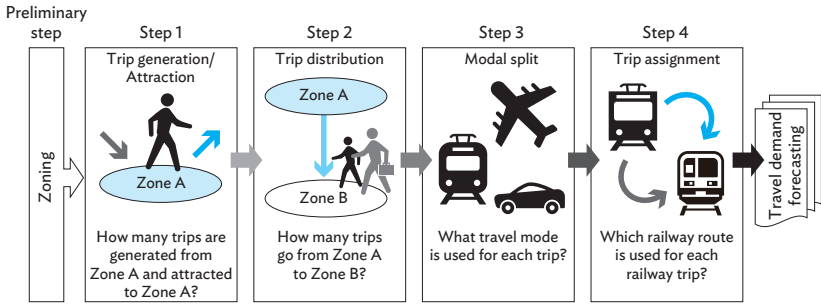 Preliminary
step
Zoning
Step 1
Trip generation/
Attraction
Zone A
How many trips are
generated from
Zone A and attracted
to Zone A?
Step 2
Trip distribution
Zone A
Zone B
How many trips
go from Zone A
to Zone B?
Step 3
Modal split
What travel mode
is used for each trip?
Step 4
Trip assignment
Which railway route
is used for each
railway trip?
Travel demand
forecasting